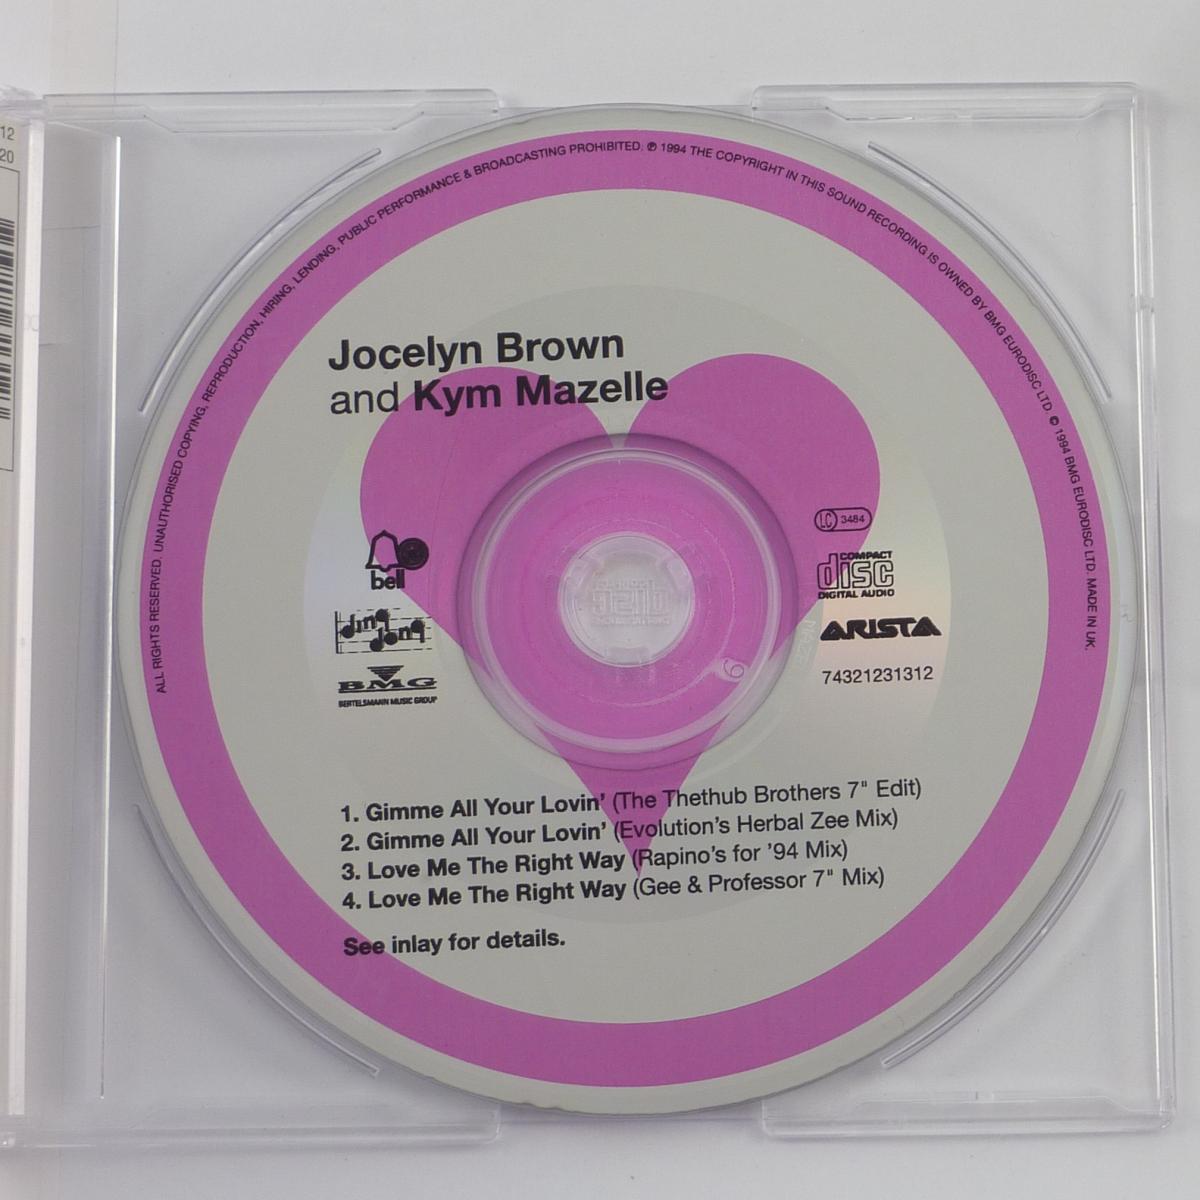 12
20
ALL RIGHTS RESERVED. UNAUTHORISED COPYING, REPRODUCTION, HIRING, LENDING, PUBLIC PERFORMANCE & BROADCASTING PROHIBITED. ℗ 1994 THE COPYRIGHT IN THIS SOUND RECORDING IS OWNED BY BMG EURODISC LTD. © 1994 BMG EURODISC LTD. MADE IN UK.
Jocelyn Brown
and Kym Mazelle
LC 3484
bell
COMPACT
disc
DIGITAL AUDIO
ding
dong
ARISTA
BMG
BERTELSMANN MUSIC GROUP
74321231312
1. Gimme All Your Lovin' (The Thethub Brothers 7" Edit)
2. Gimme All Your Lovin' (Evolution's Herbal Zee Mix)
3. Love Me The Right Way (Rapino's for '94 Mix)
4. Love Me The Right Way (Gee & Professor 7" Mix)
See inlay for details.